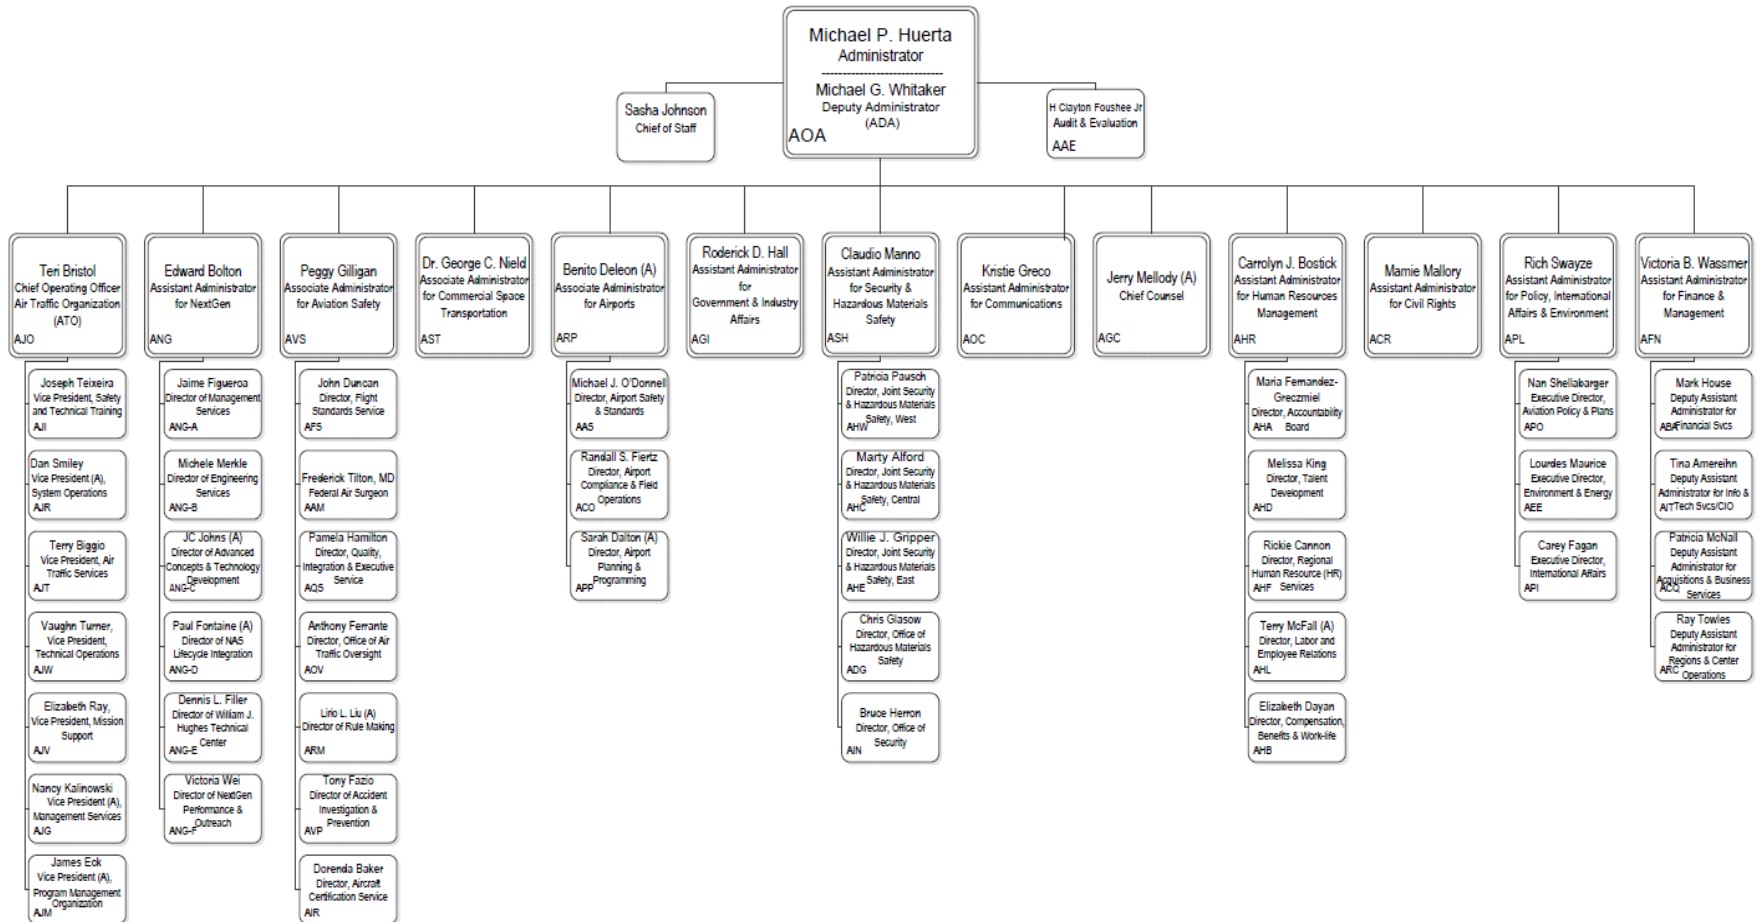 Michael P. Huerta
Administrator
Michael G. Whitaker
Deputy Administrator
(ADA)
AOA
Sasha Johnson
Chief of Staff
H Clayton Foushee Jr
Audit & Evaluation
AAE
Teri Bristol
Chief Operating Officer
Air Traffic Organization
(ATO)
AJO
Edward Bolton
Assistant Administrator
for NextGen
ANG
Peggy Gilligan
Associate Administrator
for Aviation Safety
AVS
Dr. George C. Nield
Associate Administrator
for Commercial Space
Transportation
AST
Benito Deleon (A)
Associate Administrator
for Airports
ARP
Roderick D. Hall
Assistant Administrator
for
Government & Industry
Affairs
AGI
Claudio Manno
Assistant Administrator
for Security &
Hazardous Materials
Safety
ASH
Kristie Greco
Assistant Administrator
for Communications
AOC
Jerry Mellody (A)
Chief Counsel
AGC
Carrolyn J. Bostick
Assistant Administrator
for Human Resources
Management
AHR
Mamie Mallory
Assistant Administrator
for Civil Rights
ACR
Rich Swayze
Assistant Administrator
for Policy, International
Affairs & Environment
APL
Victoria B. Wassmer
Assistant Administrator
for Finance &
Management
AFN
Joseph Teixeira
Vice President, Safety
and Technical Training
AJI
Dan Smiley
Vice President (A),
System Operations
AJR
Terry Biggio
Vice President, Air
Traffic Services
AJT
Vaughn Turner,
Vice President,
Technical Operations
AJW
Elizabeth Ray,
Vice President, Mission
Support
AJV
Nancy Kalinowski
Vice President (A),
Management Services
AJG
James Eck
Vice President (A),
Program Management
Organization
AJM
Jaime Figueroa
Director of Management
Services
ANG-A
Michele Merkle
Director of Engineering
Services
ANG-B
JC Johns (A)
Director of Advanced
Concepts & Technology
Development
ANG-C
Paul Fontaine (A)
Director of NAS
Lifecycle Integration
ANG-D
Dennis L. Filler
Director of William J.
Hughes Technical
Center
ANG-E
Victoria Wei
Director of NextGen
Performance &
Outreach
ANG-F
John Duncan
Director, Flight
Standards Service
AFS
Frederick Tilton, MD
Federal Air Surgeon
AAM
Pamela Hamilton
Director, Quality,
Integration & Executive
Service
AQS
Anthony Ferrante
Director, Office of Air
Traffic Oversight
AOV
Lirio L. Liu (A)
Director of Rule Making
ARM
Tony Fazio
Director of Accident
Investigation &
Prevention
AVP
Dorenda Baker
Director, Aircraft
Certification Service
AIR
Michael J. O'Donnell
Director, Airport Safety
& Standards
AAS
Randall S. Fiertz
Director, Airport
Compliance & Field
Operations
ACO
Sarah Dalton (A)
Director, Airport
Planning &
Programming
APP
Patricia Pausch
Director, Joint Security
& Hazardous Materials
Safety, West
AHW
Marty Alford
Director, Joint Security
& Hazardous Materials
Safety, Central
AHC
Willie J. Gripper
Director, Joint Security
& Hazardous Materials
Safety, East
AHE
Chris Glasow
Director, Office of
Hazardous Materials
Safety
ADG
Bruce Herron
Director, Office of
Security
AIN
Maria Fernandez-
Greczmiel
Director, Accountability
Board
AHA
Melissa King
Director, Talent
Development
AHD
Rickie Cannon
Director, Regional
Human Resource (HR)
Services
AHF
Terry McFall (A)
Director, Labor and
Employee Relations
AHL
Elizabeth Dayan
Director, Compensation,
Benefits & Work-life
AHB
Nan Shellabarger
Executive Director,
Aviation Policy & Plans
APO
Lourdes Maurice
Executive Director,
Environment & Energy
AEE
Carey Fagan
Executive Director,
International Affairs
API
Mark House
Deputy Assistant
Administrator for
Financial Svcs
ABA
Tina Amereihn
Deputy Assistant
Administrator for Info &
Tech Svcs/CIO
AIT
Patricia McNall
Deputy Assistant
Administrator for
Acquisitions & Business
Services
ACQ
Ray Towles
Deputy Assistant
Administrator for
Regions & Center
Operations
ARC